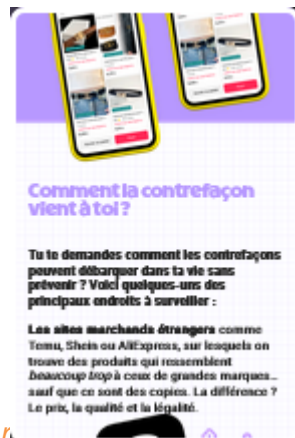 Comment la contrefaçon
vient à toi ?
Tu te demandes comment les contrefaçons
peuvent débarquer dans ta vie sans
prévenir ? Voici quelques-uns des
principaux endroits à surveiller :
Les sites marchands étrangers comme
Temu, Shein ou AliExpress, sur lesquels on
trouve des produits qui ressemblent
beaucoup trop à ceux de grandes marques...
sauf que ce sont des copies. La différence ?
Le prix, la qualité et la légalité.